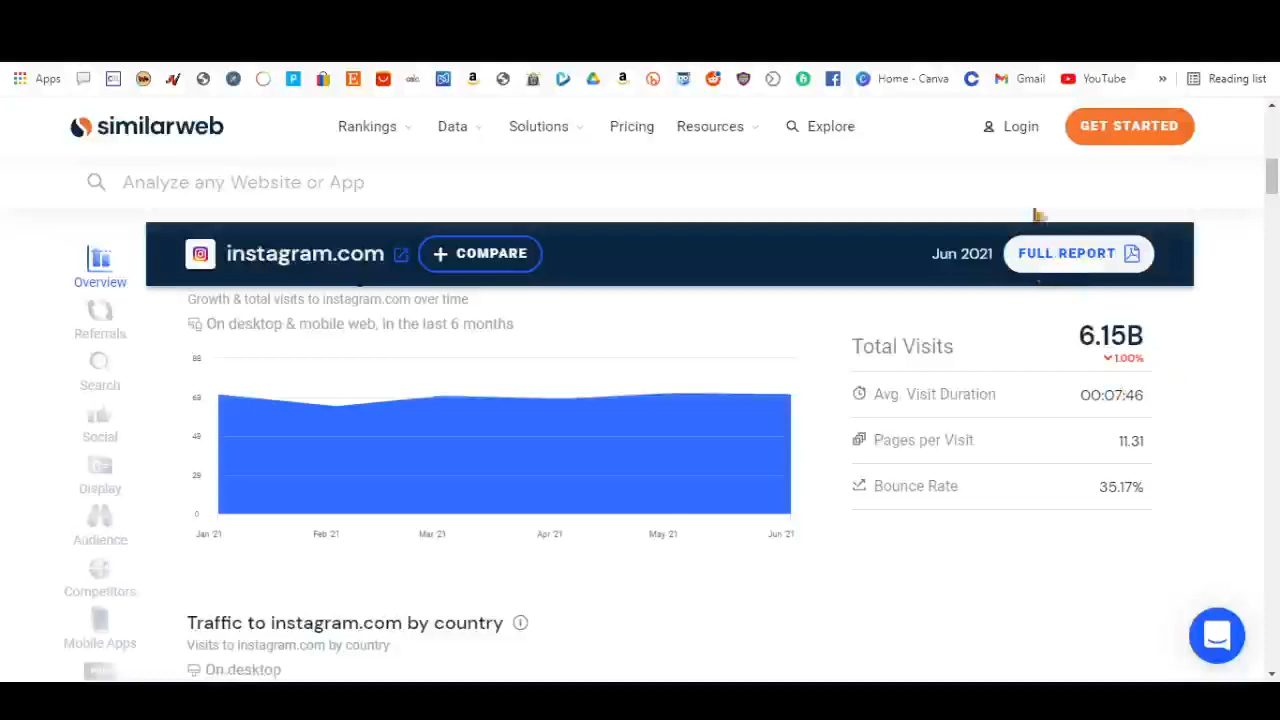 Apps
Home - Canva
Gmail
YouTube
»
Reading list
similarweb
Rankings
Data
Solutions
Pricing
Resources
Explore
Login
GET STARTED
Analyze any Website or App
instagram.com
+ COMPARE
Jun 2021
FULL REPORT
Overview
Referrals
Search
Social
Display
Audience
Competitors
Mobile Apps
Growth & total visits to instagram.com over time
On desktop & mobile web, in the last 6 months
8B
6B
4B
2B
0
Jan '21
Feb '21
Mar '21
Apr '21
May '21
Jun '21
Total Visits
6.15B
1.00%
Avg. Visit Duration
00:07:46
Pages per Visit
11.31
Bounce Rate
35.17%
Traffic to instagram.com by country
Visits to instagram.com by country
On desktop